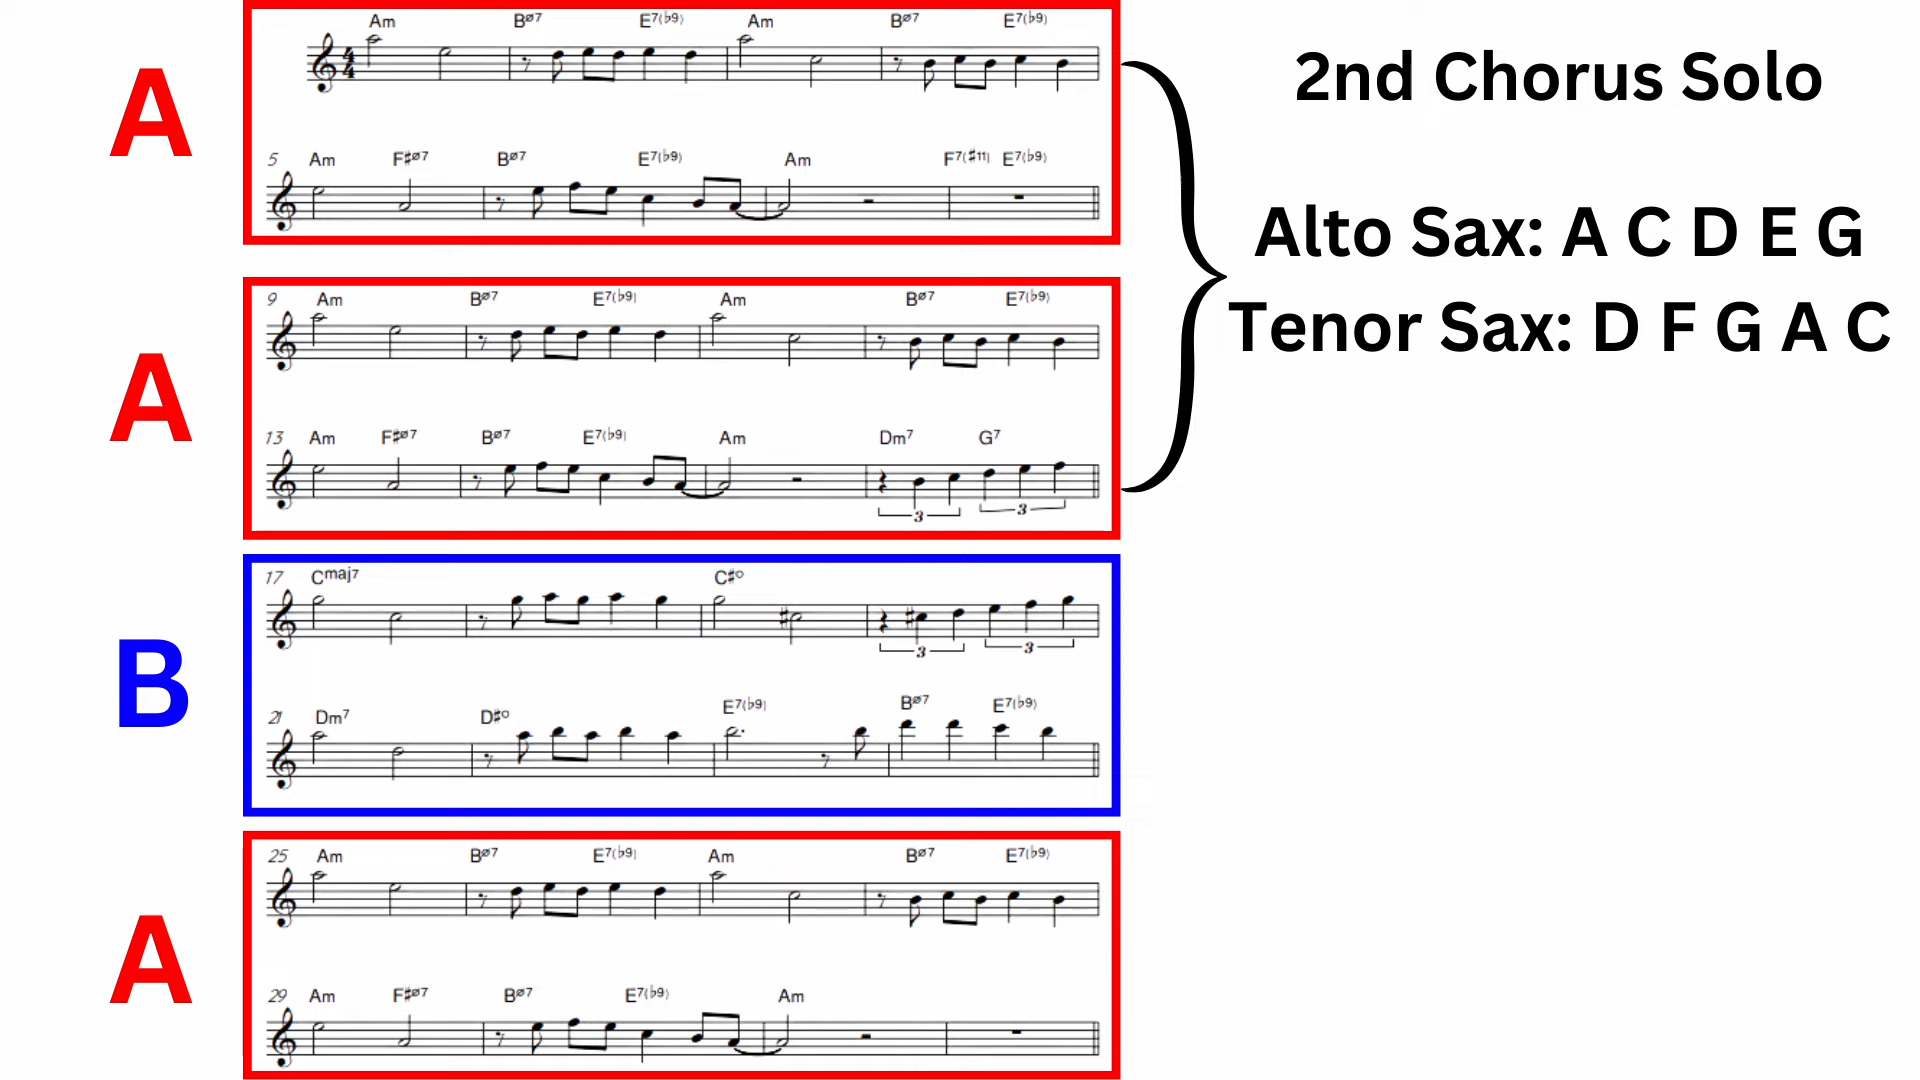 Am Bø7 E7(♭9) Am Bø7 E7(♭9)
4
4
A
5 Am F♯ø7 Bø7 E7(♭9) Am F7(♯11) E7(♭9)
2nd Chorus Solo
Alto Sax: A C D E G
Tenor Sax: D F G A C
9 Am Bø7 E7(♭9) Am Bø7 E7(♭9)
A
13 Am F♯ø7 Bø7 E7(♭9) Am Dm7 G7
3 3
17 Cmaj7 C♯o
3 3
B
21 Dm7 D♯o E7(♭9) Bø7 E7(♭9)
25 Am Bø7 E7(♭9) Am Bø7 E7(♭9)
A
29 Am F♯ø7 Bø7 E7(♭9) Am